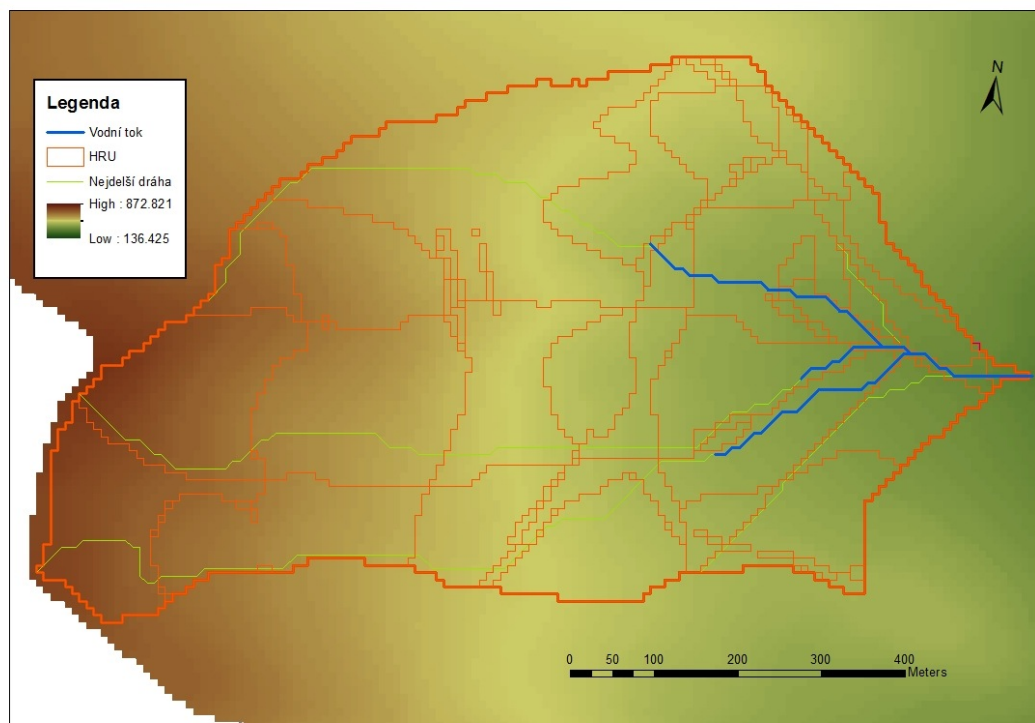 Legenda
Vodní tok
HRU
Nejdelší dráha
High : 872.821
Low : 136.425
N
0 50 100 200 300 400
Meters